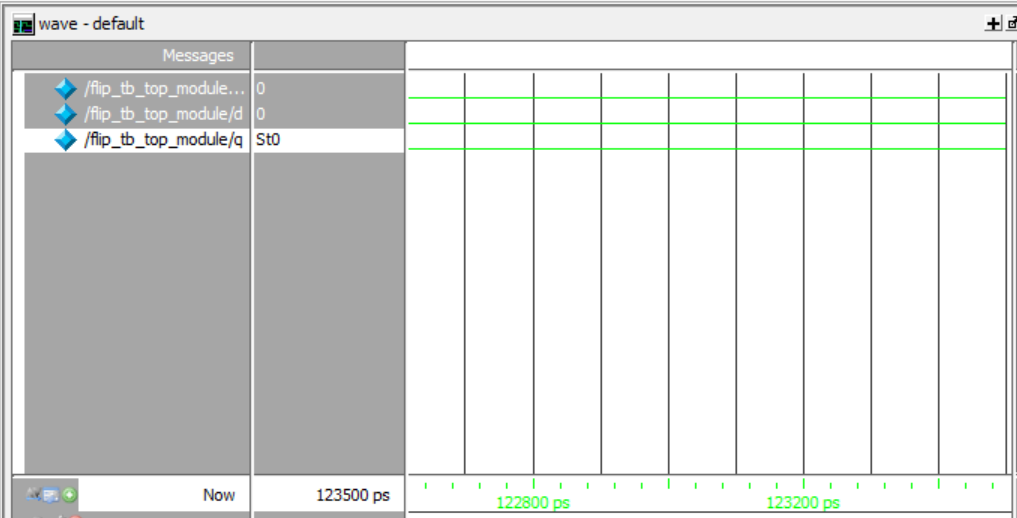 wave - default
Messages
/flip_tb_top_module... 0
/flip_tb_top_module/d 0
/flip_tb_top_module/q St0
Now 123500 ps
122800 ps 123200 ps